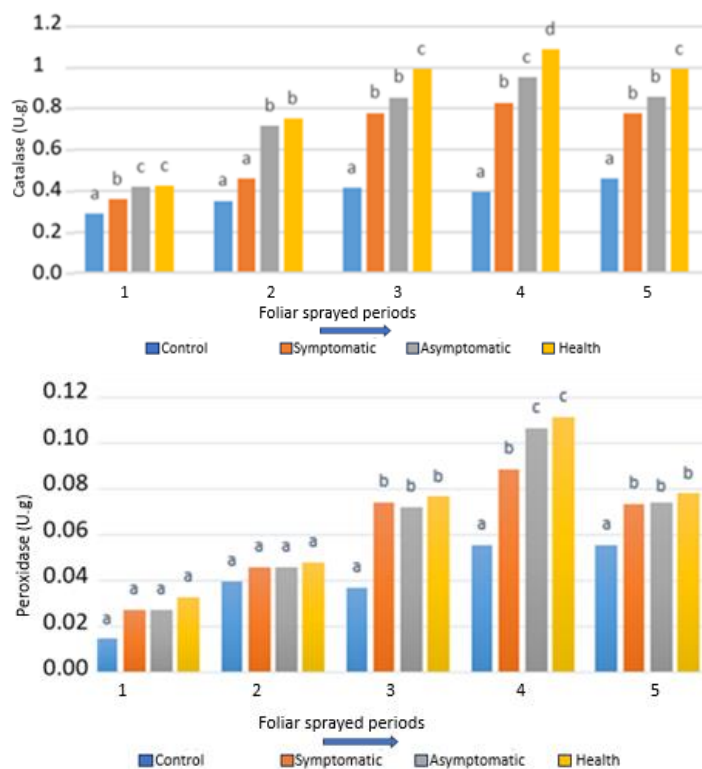 1.2
1
0.8
0.6
0.4
0.2
0.0
Catalase (U.g)
a b c c
a a b b
a b b c
a b c d
a b b c
1 2 3 4 5
Foliar sprayed periods
Control Symptomatic Asymptomatic Health
0.12
0.10
0.08
0.06
0.04
0.02
0.00
Peroxidase (U.g)
a a a a
a a a a
a b b b
a b c c
a b b b
1 2 3 4 5
Foliar sprayed periods
Control Symptomatic Asymptomatic Health